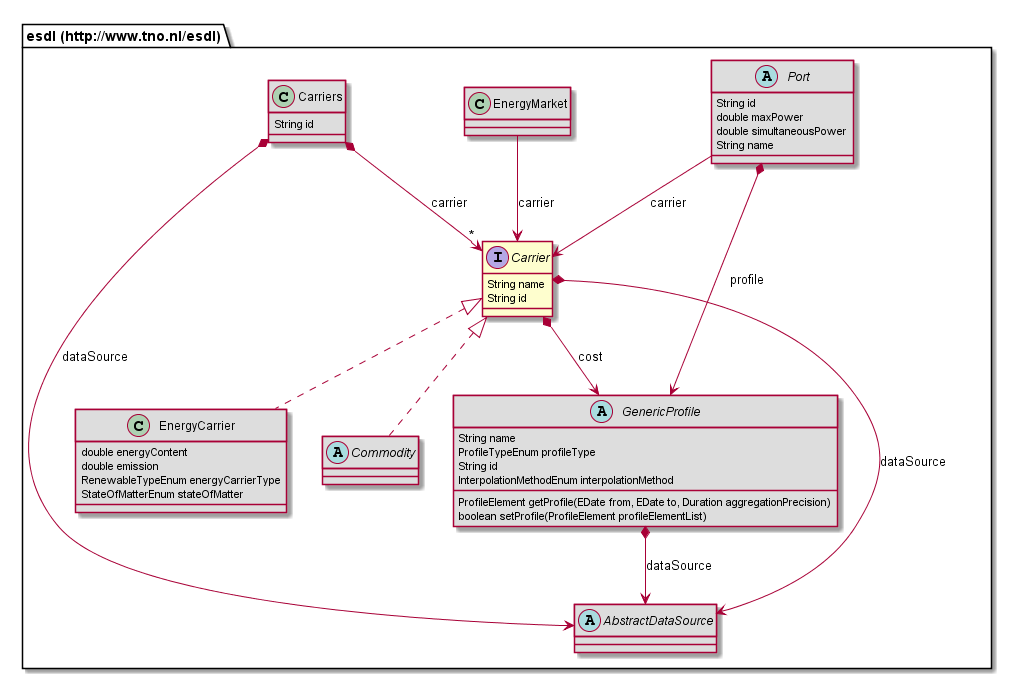 esdl (http://www.tno.nl/esdl)
A Port
String id
double maxPower
double simultaneousPower
String name
C Carriers
String id
C EnergyMarket
carrier
carrier
carrier
*
I Carrier
String name
String id
profile
dataSource
cost
A GenericProfile
String name
ProfileTypeEnum profileType
String id
InterpolationMethodEnum interpolationMethod
ProfileElement getProfile(EDate from, EDate to, Duration aggregationPrecision)
boolean setProfile(ProfileElement profileElementList)
C EnergyCarrier
double energyContent
double emission
RenewableTypeEnum energyCarrierType
StateOfMatterEnum stateOfMatter
A Commodity
dataSource
dataSource
A AbstractDataSource